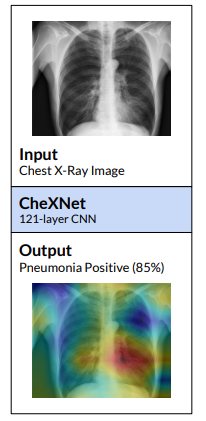 Input
Chest X-Ray Image
CheXNet
121-layer CNN
Output
Pneumonia Positive (85%)